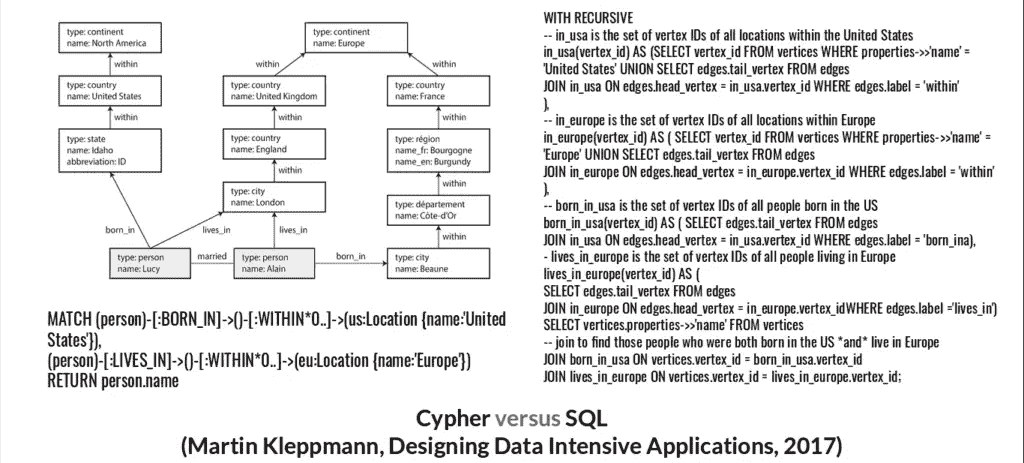 type: continent
name: North America
type: continent
name: Europe
within
within
within
type: country
name: United States
type: country
name: United Kingdom
type: country
name: France
within
within
within
type: state
name: Idaho
abbreviation: ID
type: country
name: England
type: région
name_fr: Bourgogne
name_en: Burgundy
within
within
type: city
name: London
type: département
name: Côte-d'Or
born_in
lives_in
lives_in
within
type: person
name: Lucy
married
type: person
name: Alain
born_in
type: city
name: Beaune
MATCH (person)-[:BORN_IN]->()-[:WITHIN*0..]->(us:Location {name:'United
States'}),
(person)-[:LIVES_IN]->()-[:WITHIN*0..]->(eu:Location {name:'Europe'})
RETURN person.name
WITH RECURSIVE
-- in_usa is the set of vertex IDs of all locations within the United States
in_usa(vertex_id) AS (SELECT vertex_id FROM vertices WHERE properties->>'name' =
'United States' UNION SELECT edges.tail_vertex FROM edges
JOIN in_usa ON edges.head_vertex = in_usa.vertex_id WHERE edges.label = 'within'
),
-- in_europe is the set of vertex IDs of all locations within Europe
in_europe(vertex_id) AS ( SELECT vertex_id FROM vertices WHERE properties->>'name' =
'Europe' UNION SELECT edges.tail_vertex FROM edges
JOIN in_europe ON edges.head_vertex = in_europe.vertex_id WHERE edges.label = 'within'
),
-- born_in_usa is the set of vertex IDs of all people born in the US
born_in_usa(vertex_id) AS ( SELECT edges.tail_vertex FROM edges
JOIN in_usa ON edges.head_vertex = in_usa.vertex_id WHERE edges.label = 'born_ina),
- lives_in_europe is the set of vertex IDs of all people living in Europe
lives_in_europe(vertex_id) AS (
SELECT edges.tail_vertex FROM edges
JOIN in_europe ON edges.head_vertex = in_europe.vertex_idWHERE edges.label ='lives_in')
SELECT vertices.properties->>'name' FROM vertices
-- join to find those people who were both born in the US *and* live in Europe
JOIN born_in_usa ON vertices.vertex_id = born_in_usa.vertex_id
JOIN lives_in_europe ON vertices.vertex_id = lives_in_europe.vertex_id;
Cypher versus SQL
(Martin Kleppmann, Designing Data Intensive Applications, 2017)